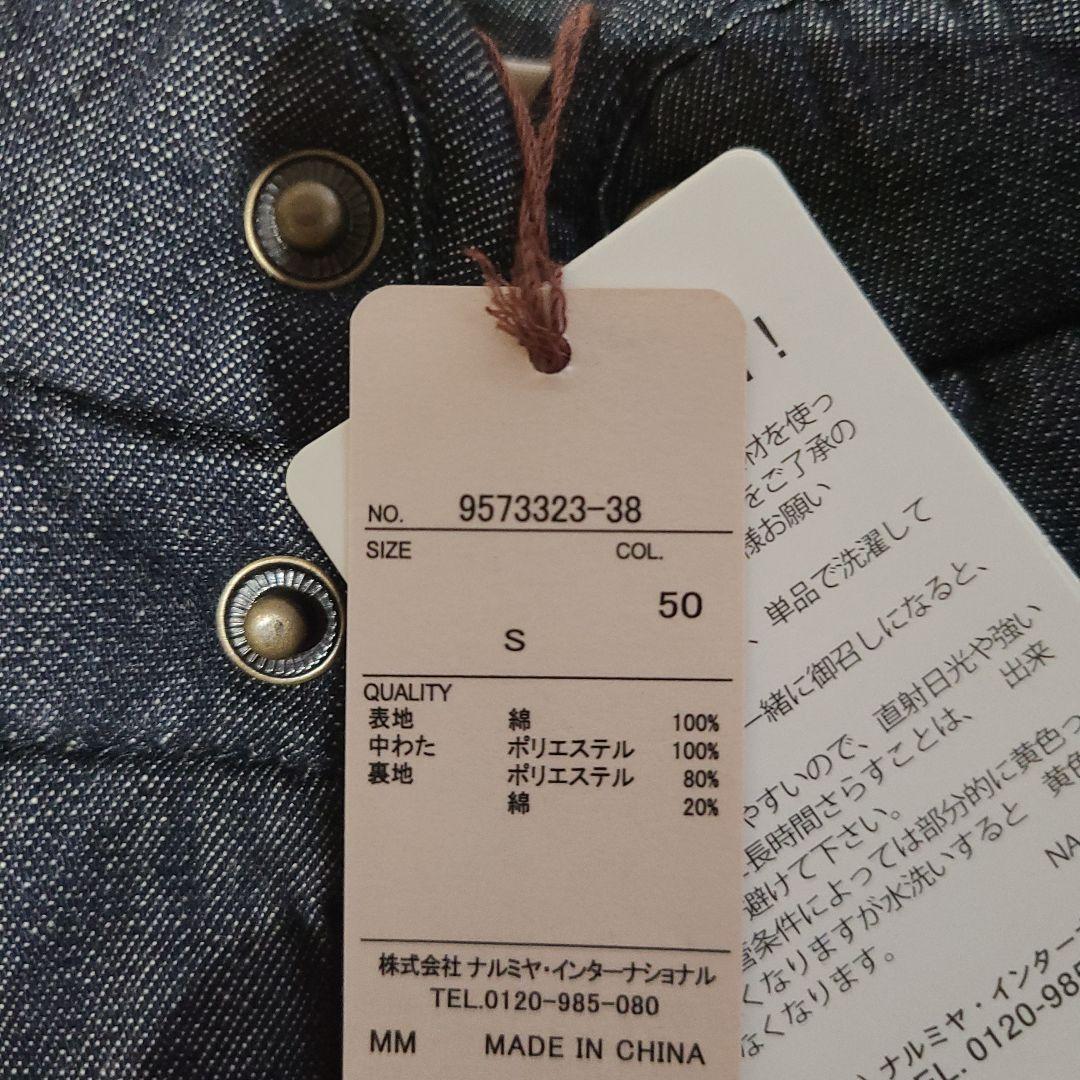 NO. 9573323-38
SIZE COL.
50
S
QUALITY
表地 綿 100%
中わた ポリエステル 100%
裏地 ポリエステル 80%
綿 20%
株式会社 ナルミヤ・インターナショナル
TEL.0120-985-080
MM MADE IN CHINA
!
材を使っ
をご了承の
様お願い
、単品で洗濯して
一緒に御召しになると、
やすいので、直射日光や強い
長時間さらすことは、 出来
避けて下さい。
条件によっては部分的に黄色っ
くなりますが水洗いすると 黄色
なくなります。
NA
ナルミヤ・インター
EL. 0120-985